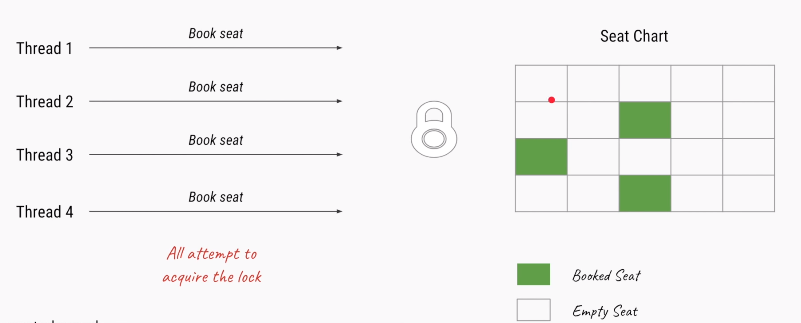 Book seat
Thread 1
Seat Chart
Book seat
Thread 2
Book seat
Thread 3
Book seat
Thread 4
All attempt to
acquire the lock
Booked Seat
Empty Seat